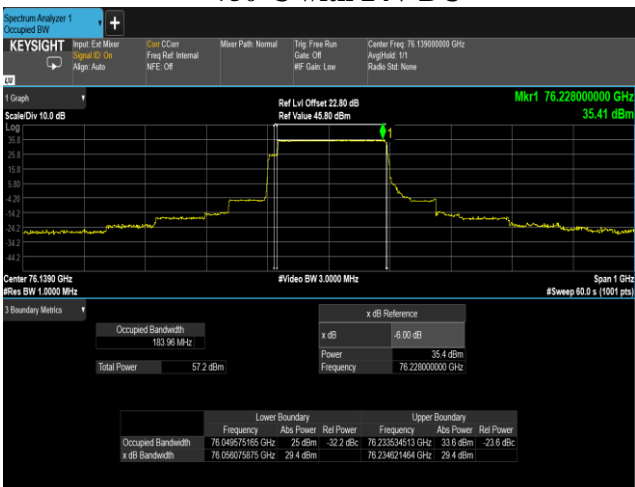 Spectrum Analyzer 1
Occupied BW
+
KEYSIGHT
Input: Ext Mixer
Signal ID: On
Align: Auto
Corr CCorr
Freq Ref: Internal
NFE: Off
Mixer Path: Normal
Trig: Free Run
Gate: Off
#IF Gain: Low
Center Freq: 76.139000000 GHz
Avg|Hold: 1/1
Radio Std: None
1 Graph
Scale/Div 10.0 dB
Ref Lvl Offset 22.80 dB
Ref Value 45.80 dBm
Mkr1 76.228000000 GHz
35.41 dBm
Log
1
35.8
25.8
15.8
5.80
-4.20
-14.2
-24.2
-34.2
-44.2
Center 76.1390 GHz
#Video BW 3.0000 MHz
Span 1 GHz
#Res BW 1.0000 MHz
#Sweep 60.0 s (1001 pts)
3 Boundary Metrics
Occupied Bandwidth
183.96 MHz
Total Power 57.2 dBm
x dB Reference
x dB -6.00 dB
Power 35.4 dBm
Frequency 76.228000000 GHz
Lower Boundary Upper Boundary
Frequency Abs Power Rel Power Frequency Abs Power Rel Power
Occupied Bandwidth 76.049575165 GHz 25 dBm -32.2 dBc 76.233534513 GHz 33.6 dBm -23.6 dBc
x dB Bandwidth 76.056075875 GHz 29.4 dBm 76.234621464 GHz 29.4 dBm